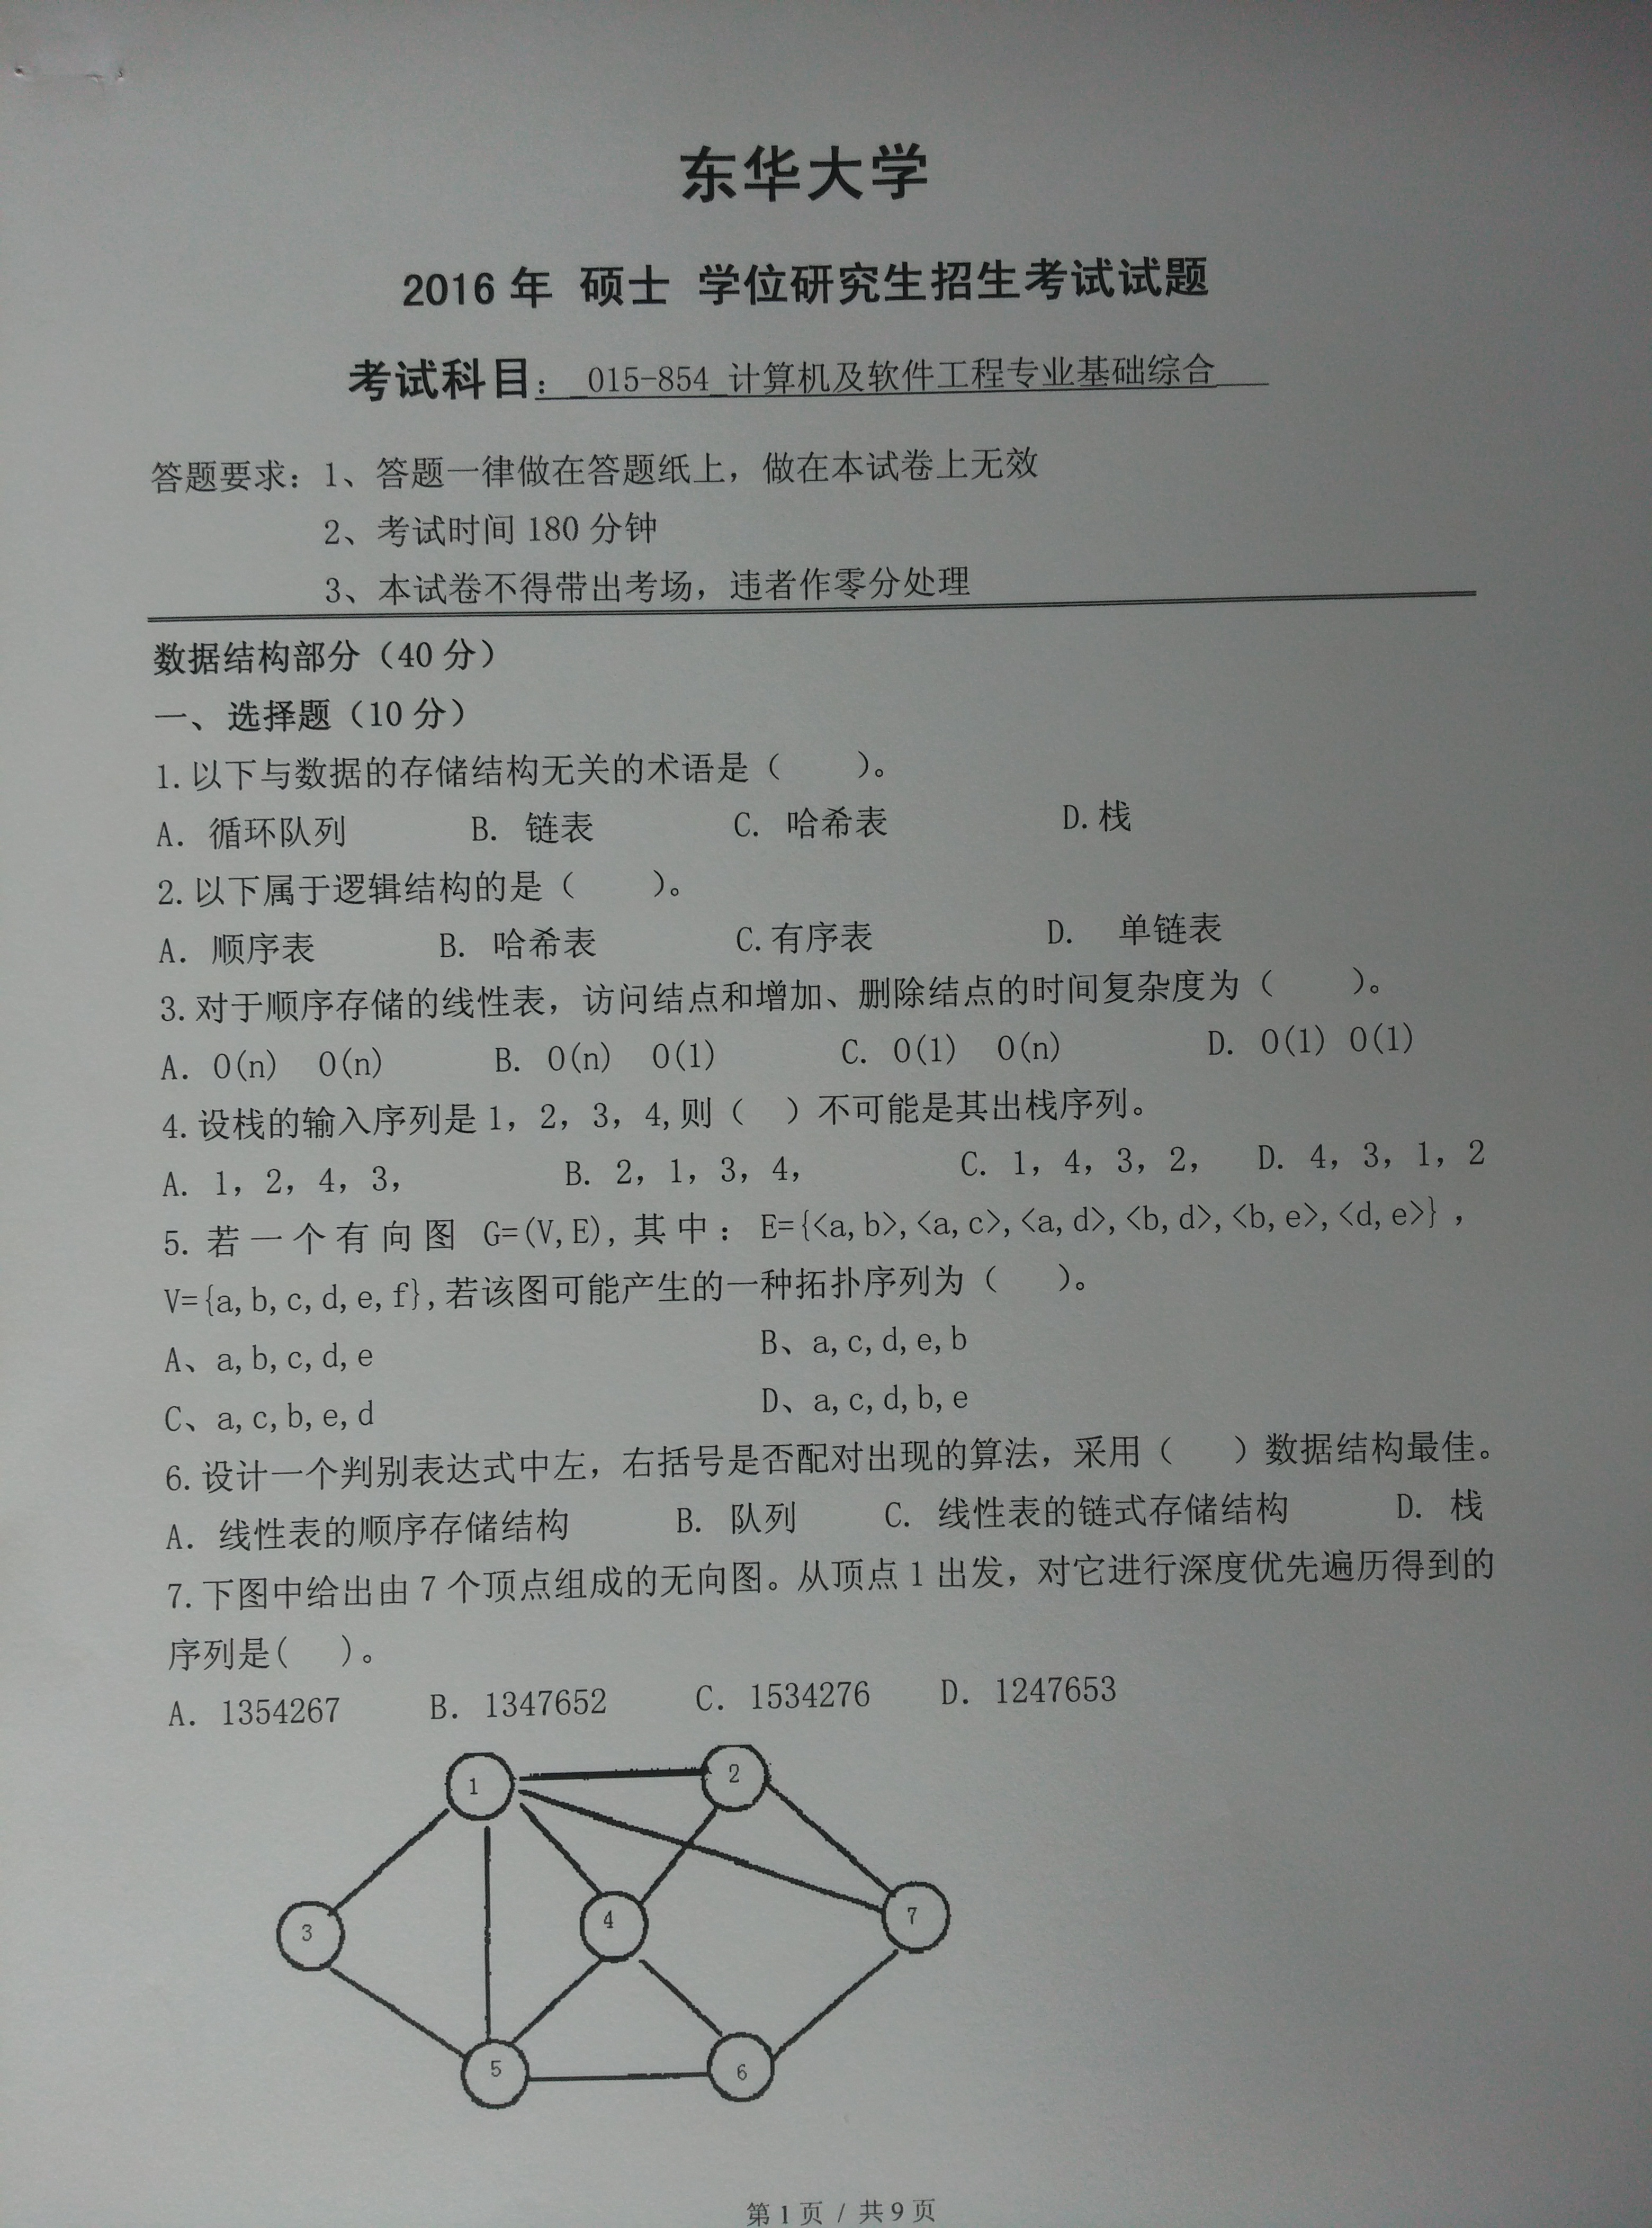 东华大学
2016 年 硕士 学位研究生招生考试试题
考试科目: _015-854_计算机及软件工程专业基础综合
答题要求: 1、答题一律做在答题纸上，做在本试卷上无效
2、考试时间 180 分钟
3、本试卷不得带出考场，违者作零分处理
数据结构部分（40 分）
一、选择题（10 分）
1.以下与数据的存储结构无关的术语是（ ）。
A. 循环队列 B. 链表 C. 哈希表 D.栈
2.以下属于逻辑结构的是（ ）。
A. 顺序表 B. 哈希表 C.有序表 D. 单链表
3.对于顺序存储的线性表，访问结点和增加、删除结点的时间复杂度为（ ）。
A. O(n) O(n) B. O(n) O(1) C. O(1) O(n) D. O(1) O(1)
4.设栈的输入序列是 1，2，3，4,则（ ）不可能是其出栈序列。
A. 1，2，4，3， B. 2，1，3，4， C. 1，4，3，2， D. 4，3，1，2
5. 若一个有向图 G=(V,E), 其中: E={<a,b>,<a,c>,<a,d>,<b,d>,<b,e>,<d,e>}，
V={a,b,c,d,e,f},若该图可能产生的一种拓扑序列为（ ）。
A、a,b,c,d,e B、a,c,d,e,b
C、a,c,b,e,d D、a,c,d,b,e
6.设计一个判别表达式中左，右括号是否配对出现的算法，采用（ ）数据结构最佳。
A. 线性表的顺序存储结构 B. 队列 C. 线性表的链式存储结构 D. 栈
7.下图中给出由 7 个顶点组成的无向图。从顶点 1 出发，对它进行深度优先遍历得到的
序列是( )。
A. 1354267 B. 1347652 C. 1534276 D. 1247653
1
2
3
4
7
5
6
第 1 页 / 共 9 页